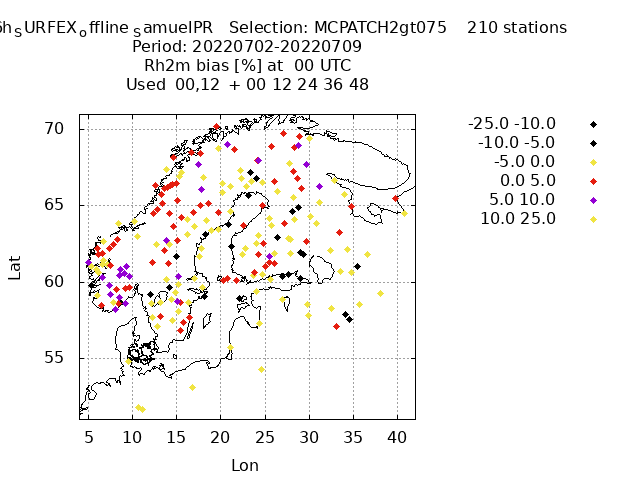 6h_SURFEX_offline_SamuelPR   Selection: MCPATCH2gt075    210 stations
Period: 20220702-20220709
Rh2m bias [%] at  00 UTC
Used  00,12  + 00 12 24 36 48
-25.0 -10.0
-10.0 -5.0
-5.0 0.0
0.0 5.0
5.0 10.0
10.0 25.0
70
65
60
55
Lat
5 10 15 20 25 30 35 40
Lon